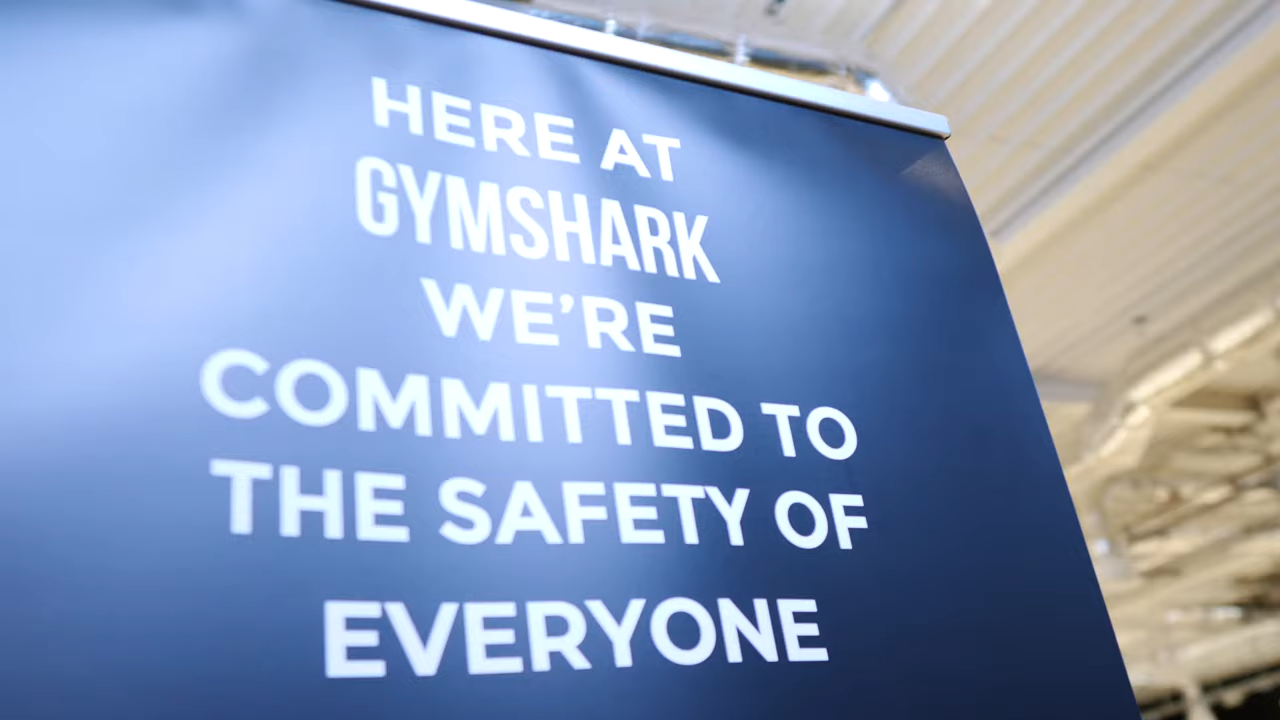 HERE AT
GYMSHARK
WE'RE
COMMITTED TO
THE SAFETY OF
EVERYONE